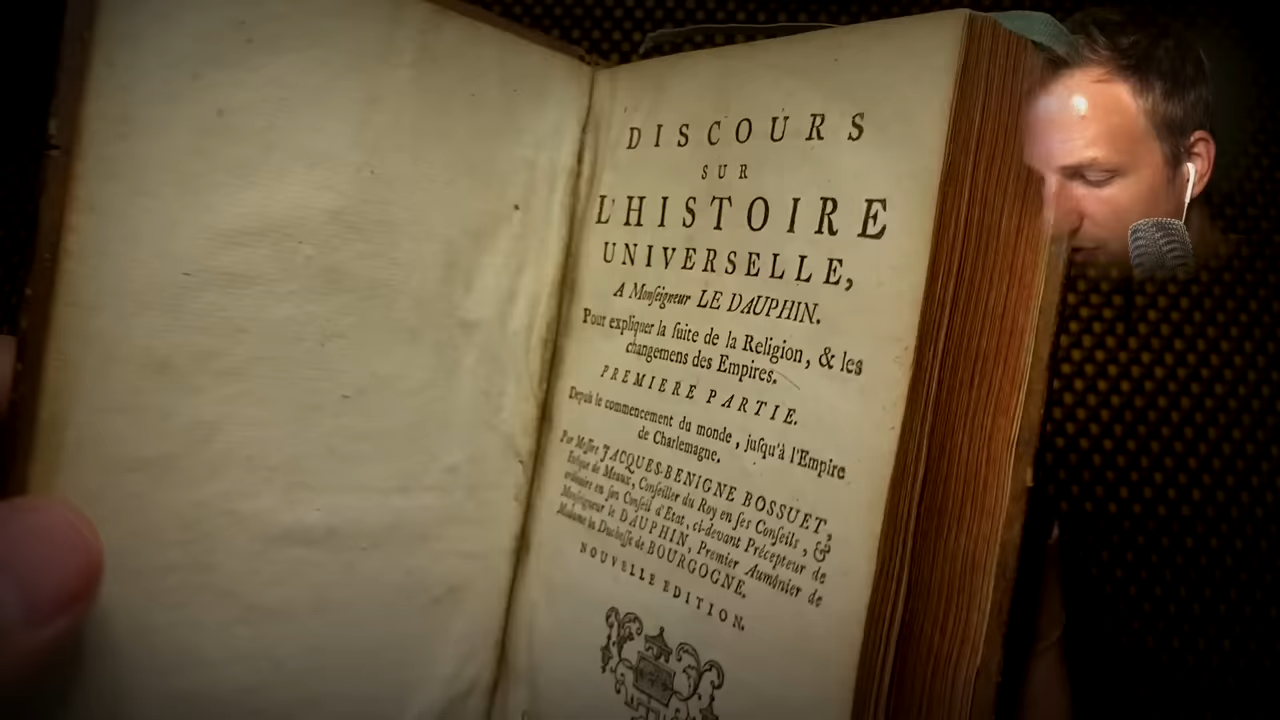 DISCOURS
SUR
L'HISTOIRE
UNIVERSELLE,
A Monſeigneur LE DAUPHIN.
Pour expliquer la ſuite de la Religion, & les
changemens des Empires.
PREMIERE PARTIE.
Depuis le commencement du monde, juſqu'à l'Empire
de Charlemagne.
Par Meſſire JACQUES-BENIGNE BOSSUET,
Evêque de Meaux, Conſeiller du Roy en ſes Conſeils, &
ordinaire en ſon Conſeil d'Etat, ci-devant Précepteur de
Monſeigneur le DAUPHIN, Premier Aumônier de
Madame la Ducheſſe de BOURGOGNE.
NOUVELLE EDITION.